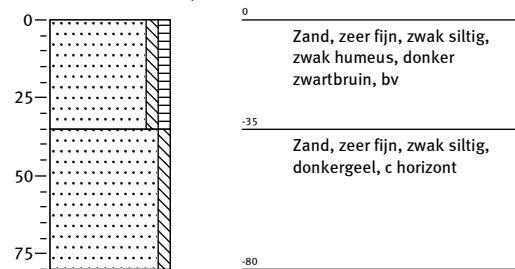 0
0
Zand, zeer fijn, zwak siltig,
zwak humeus, donker
zwartbruin, bv
25
-35
Zand, zeer fijn, zwak siltig,
donkergeel, c horizont
50
75
-80